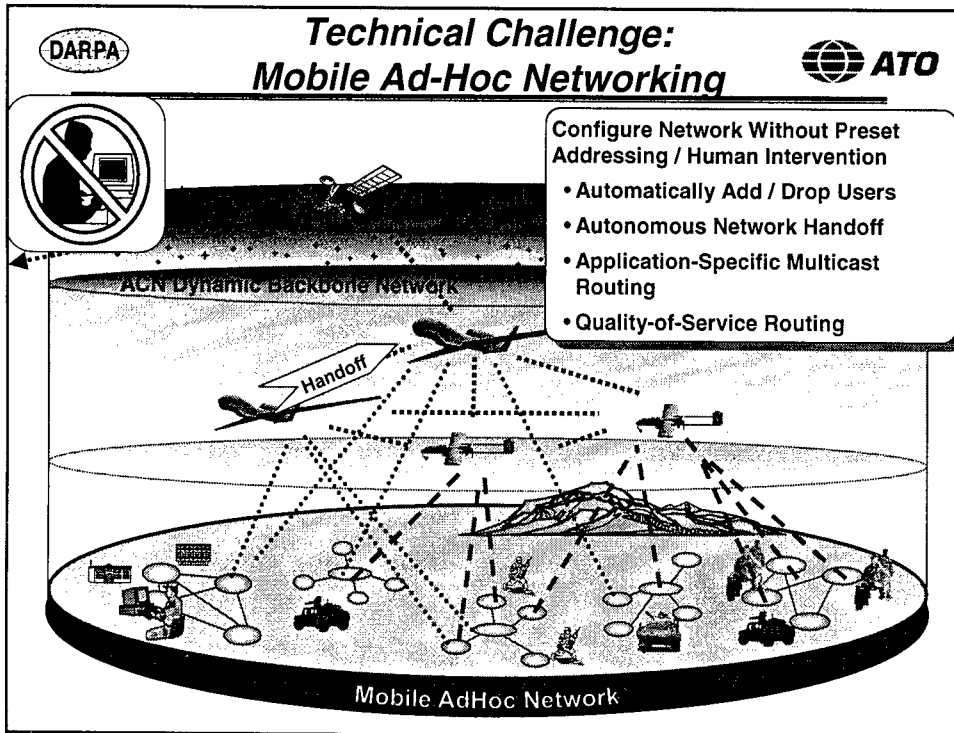 DARPA
Technical Challenge:
Mobile Ad-Hoc Networking
ATO
Configure Network Without Preset
Addressing / Human Intervention
• Automatically Add / Drop Users
• Autonomous Network Handoff
• Application-Specific Multicast
Routing
• Quality-of-Service Routing
ACN Dynamic Backbone Network
Handoff
Mobile AdHoc Network